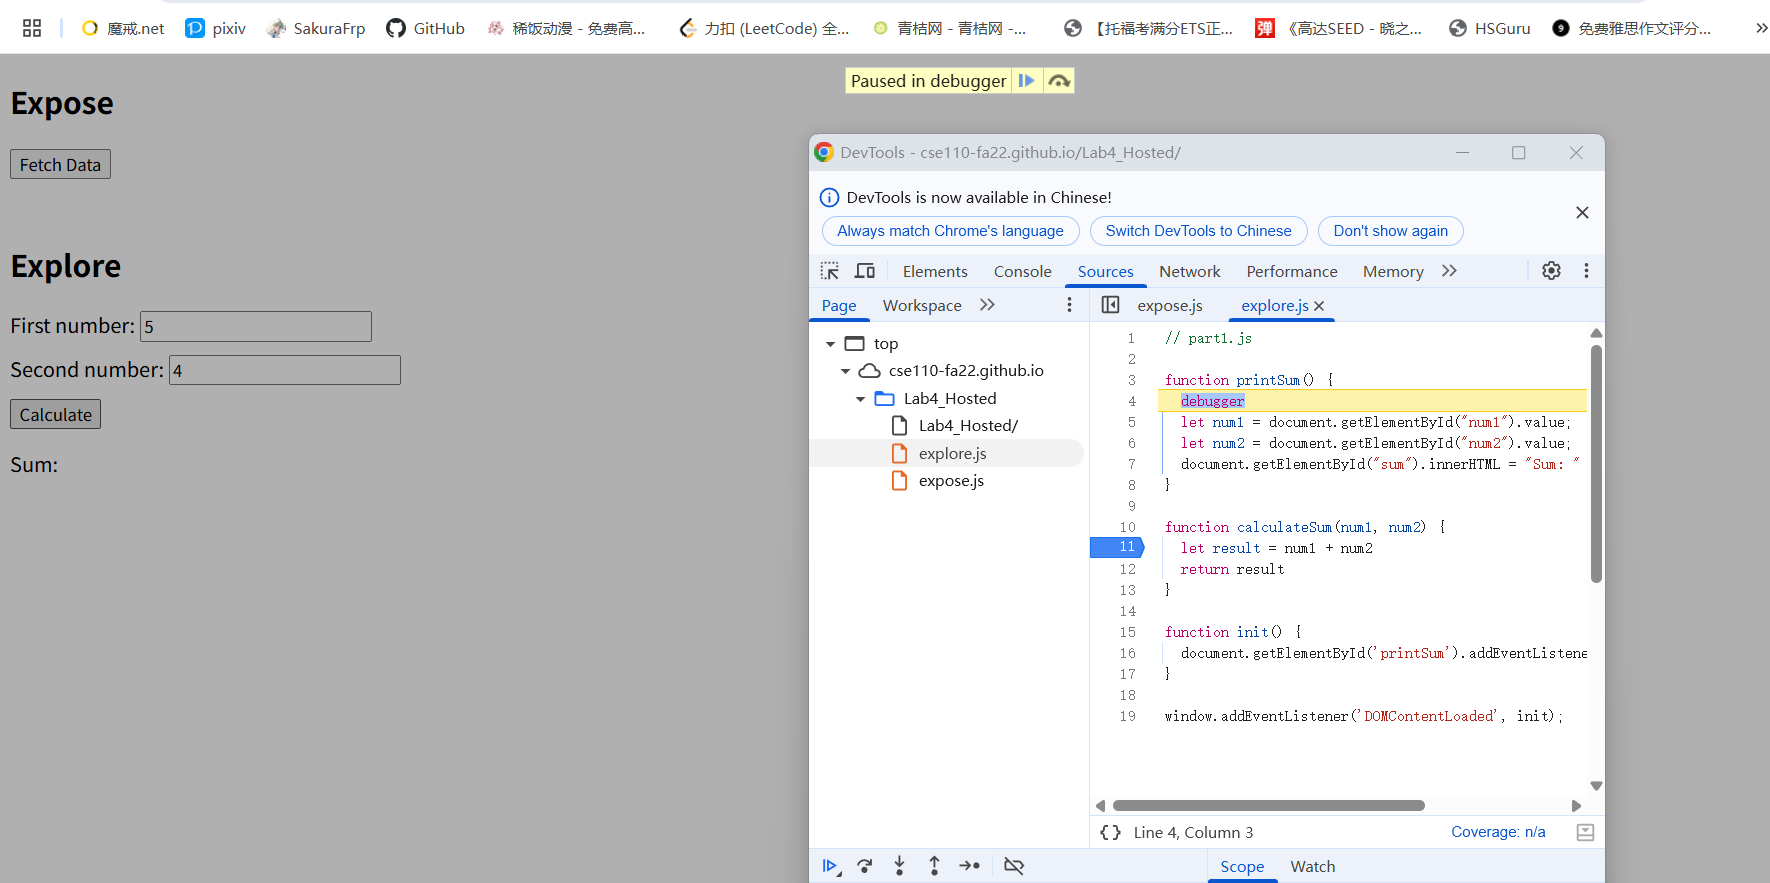 魔戒.net pixiv SakuraFrp GitHub 稀饭动漫 - 免费高... 力扣 (LeetCode) 全... 青桔网 - 青桔网 -... 【托福考满分ETS正... 弹 《高达SEED - 晓之... HSGuru 9 免费雅思作文评分...
Paused in debugger
Expose
Fetch Data
Explore
First number: 5
Second number: 4
Calculate
Sum:
DevTools - cse110-fa22.github.io/Lab4_Hosted/
DevTools is now available in Chinese!
Always match Chrome's language Switch DevTools to Chinese Don't show again
Elements Console Sources Network Performance Memory
Page Workspace
expose.js explore.js
top
cse110-fa22.github.io
Lab4_Hosted
Lab4_Hosted/
explore.js
expose.js
1 // part1.js
2
3 function printSum() {
4 debugger
5 let num1 = document.getElementById("num1").value;
6 let num2 = document.getElementById("num2").value;
7 document.getElementById("sum").innerHTML = "Sum: "
8 }
9
10 function calculateSum(num1, num2) {
11 let result = num1 + num2
12 return result
13 }
14
15 function init() {
16 document.getElementById('printSum').addEventListene
17 }
18
19 window.addEventListener('DOMContentLoaded', init);
{} Line 4, Column 3 Coverage: n/a
Scope Watch